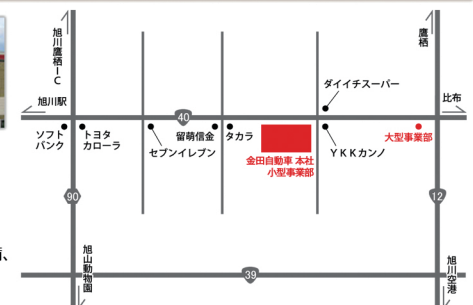 旭川鷹栖IC
鷹栖
ダイイチスーパー
旭川駅
比布
40
ソフト
バンク
トヨタ
カローラ
セブンイレブン
留萌信金
タカラ
金田自動車 本社
小型事業部
YKKカンノ
大型事業部
90
12
旭山動物園
39
旭川空港
、